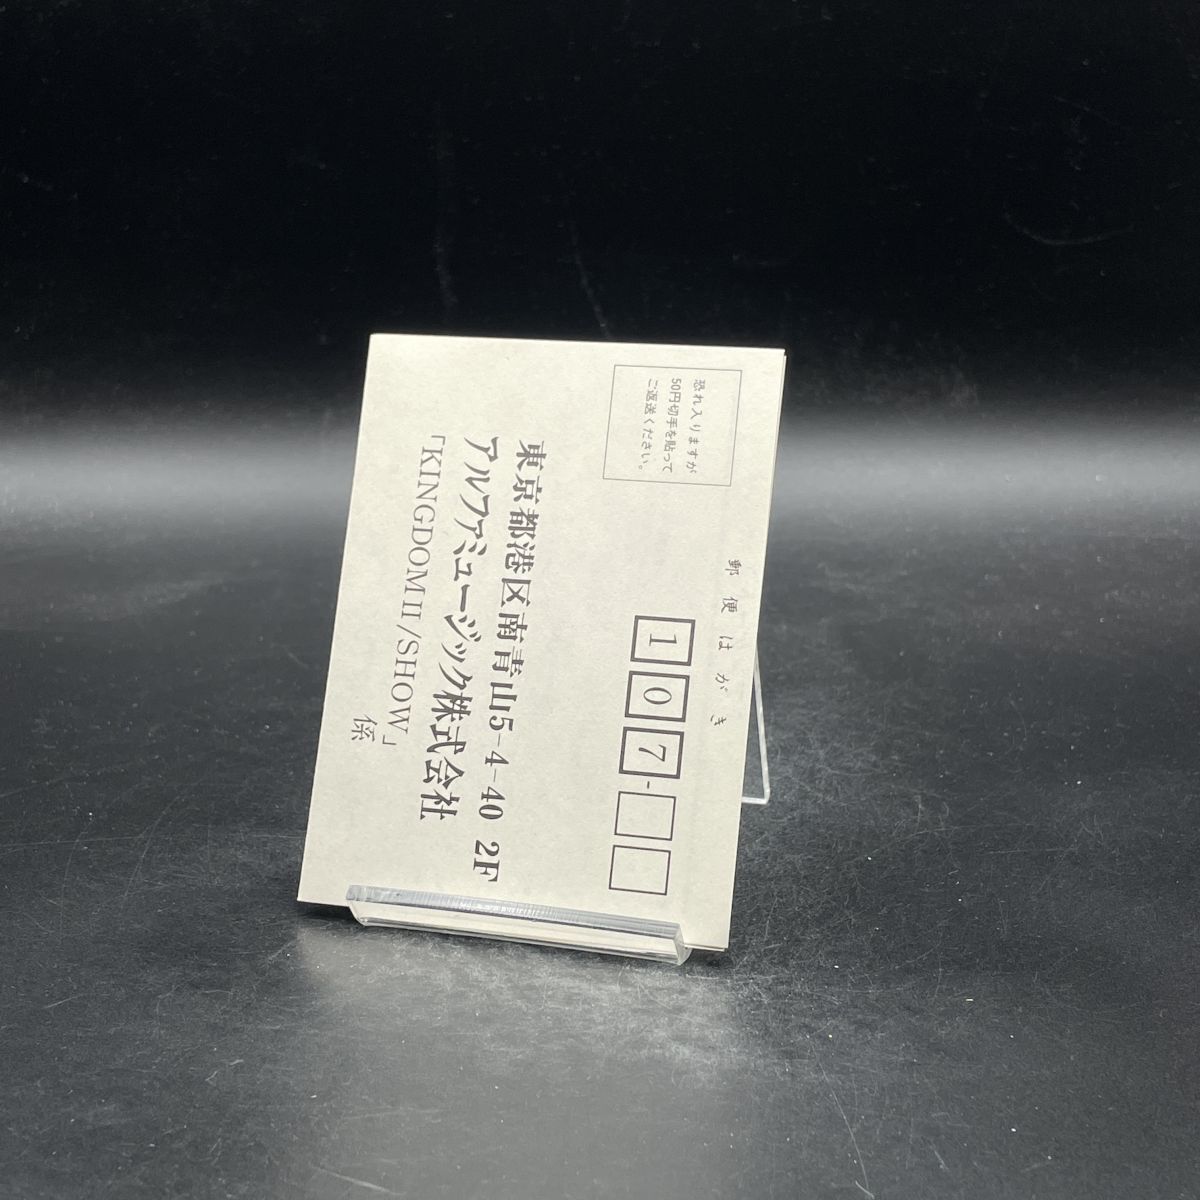 郵便はがき
107-
恐れ入りますが
50円切手を貼って
ご返送ください。
東京都港区南青山5-4-40 2F
アルファミュージック株式会社
「KINGDOM II/SHOW」
係